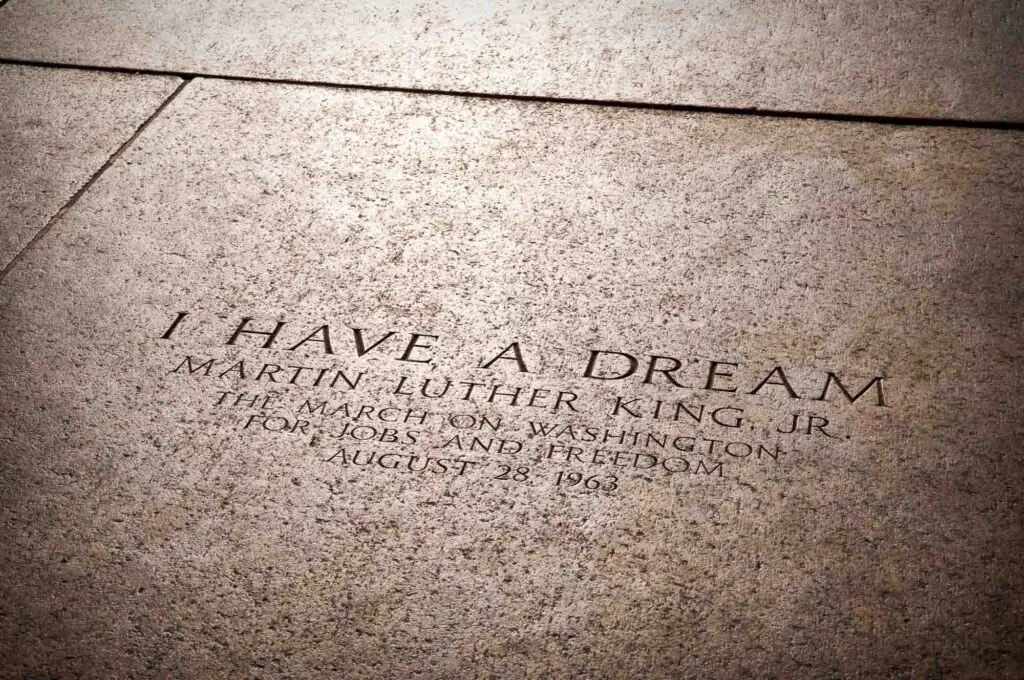 I HAVE A DREAM
MARTIN LUTHER KING, JR.
THE MARCH ON WASHINGTON
FOR JOBS AND FREEDOM
AUGUST 28, 1963